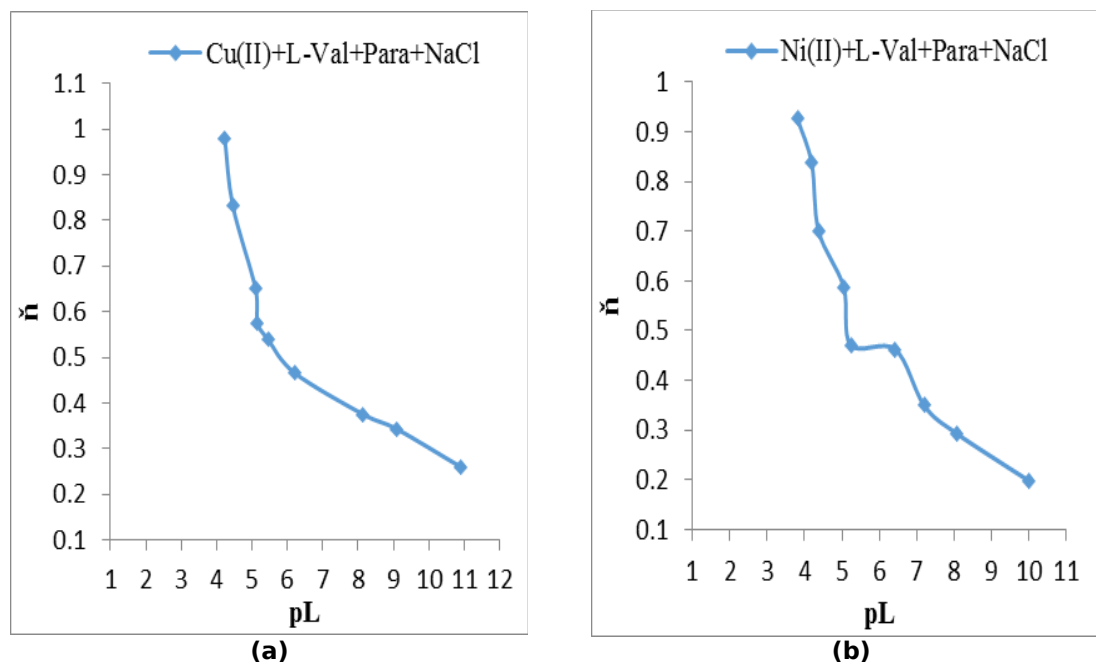 Cu(II)+L-Val+Para+NaCl
1.1
1
0.9
0.8
0.7
0.6
0.5
0.4
0.3
0.2
0.1
ň
1 2 3 4 5 6 7 8 9 10 11 12
pL
(a)
Ni(II)+L-Val+Para+NaCl
1
0.9
0.8
0.7
0.6
0.5
0.4
0.3
0.2
0.1
ň
1 2 3 4 5 6 7 8 9 10 11
pL
(b)